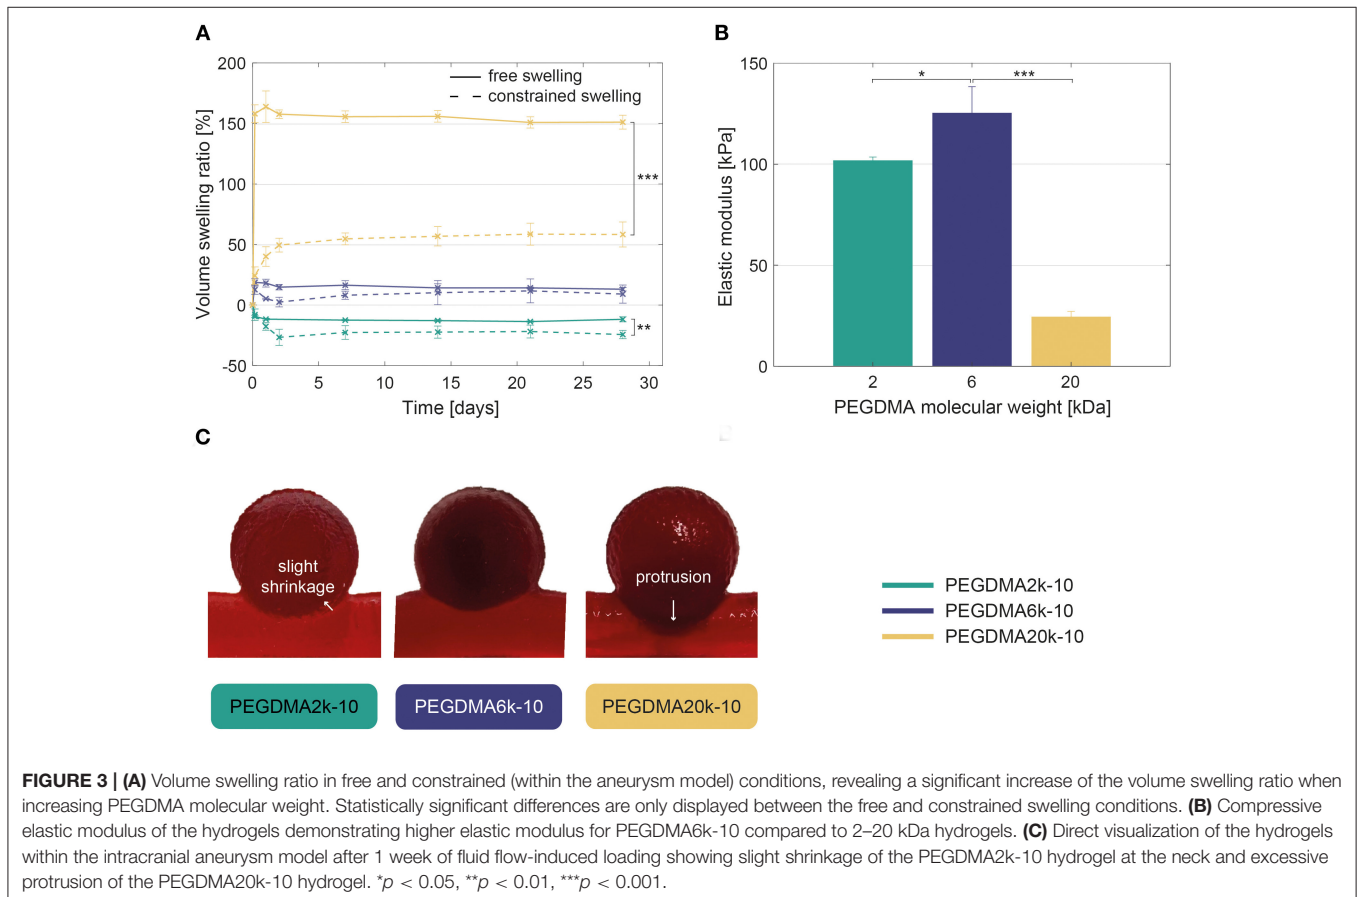 A
Volume swelling ratio [%]
200
150
100
50
0
-50
0 5 10 15 20 25 30
Time [days]
free swelling
constrained swelling
***
**
B
Elastic modulus [kPa]
150
100
50
0
* ***
2 6 20
PEGDMA molecular weight [kDa]
C
slight
shrinkage
protrusion
PEGDMA2k-10
PEGDMA6k-10
PEGDMA20k-10
PEGDMA2k-10 PEGDMA6k-10 PEGDMA20k-10
FIGURE 3 | (A) Volume swelling ratio in free and constrained (within the aneurysm model) conditions, revealing a significant increase of the volume swelling ratio when
increasing PEGDMA molecular weight. Statistically significant differences are only displayed between the free and constrained swelling conditions. (B) Compressive
elastic modulus of the hydrogels demonstrating higher elastic modulus for PEGDMA6k-10 compared to 2–20 kDa hydrogels. (C) Direct visualization of the hydrogels
within the intracranial aneurysm model after 1 week of fluid flow-induced loading showing slight shrinkage of the PEGDMA2k-10 hydrogel at the neck and excessive
protrusion of the PEGDMA20k-10 hydrogel. *p < 0.05, **p < 0.01, ***p < 0.001.